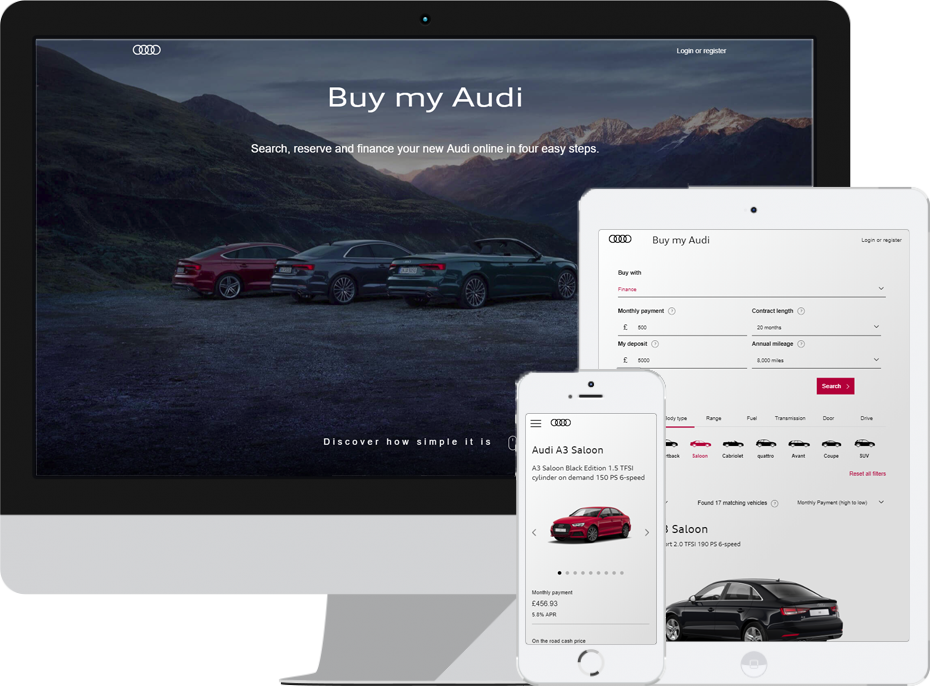 Login or register
Buy my Audi
Search, reserve and finance your new Audi online in four easy steps.
Discover how simple it is
Buy my Audi
Login or register
Buy with
Finance
Monthly payment
Contract length
£ 500
20 months
My deposit
Annual mileage
£ 5000
8,000 miles
Search
ody type Range Fuel Transmission Door Drive
rtback Saloon Cabriolet quattro Avant Coupe SUV
Reset all filters
Found 17 matching vehicles
Monthly Payment (high to low)
3 Saloon
rt 2.0 TFSI 190 PS 6-speed
Audi A3 Saloon
A3 Saloon Black Edition 1.5 TFSI
cylinder on demand 150 PS 6-speed
Monthly payment
£456.93
5.8% APR
On the road cash price